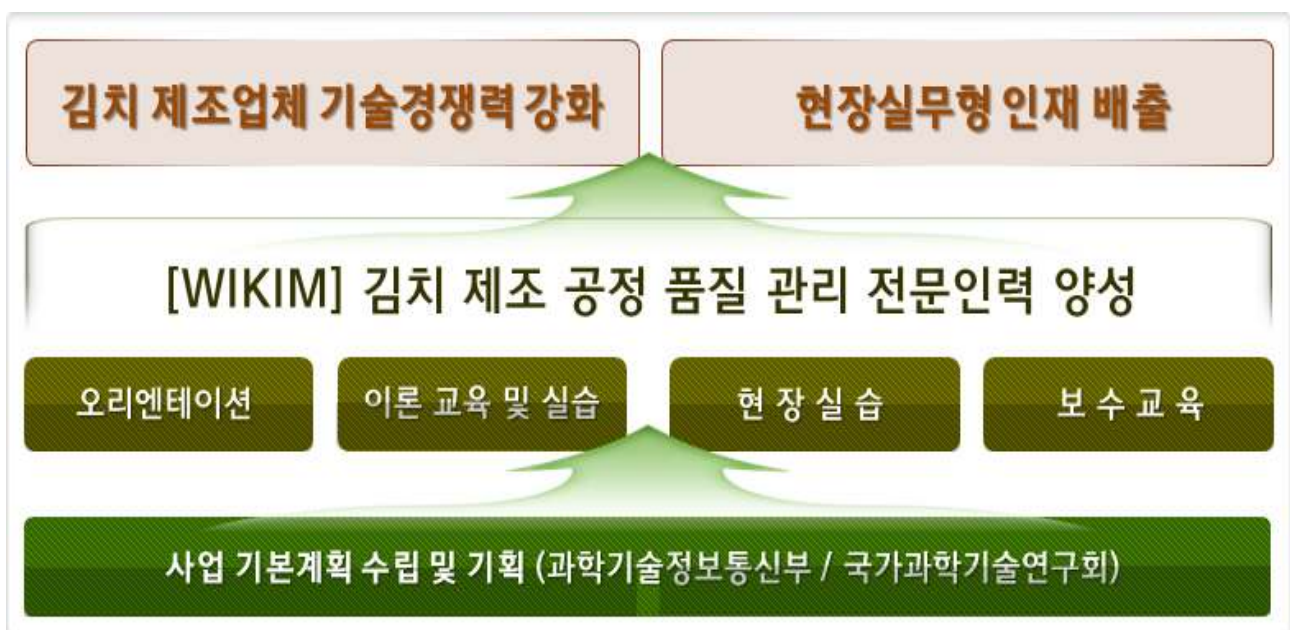 김치 제조업체 기술경쟁력 강화
현장실무형 인재 배출
[WIKIM] 김치 제조 공정 품질 관리 전문인력 양성
오리엔테이션
이론 교육 및 실습
현 장 실 습
보 수 교 육
사업 기본계획 수립 및 기획 (과학기술정보통신부 / 국가과학기술연구회)